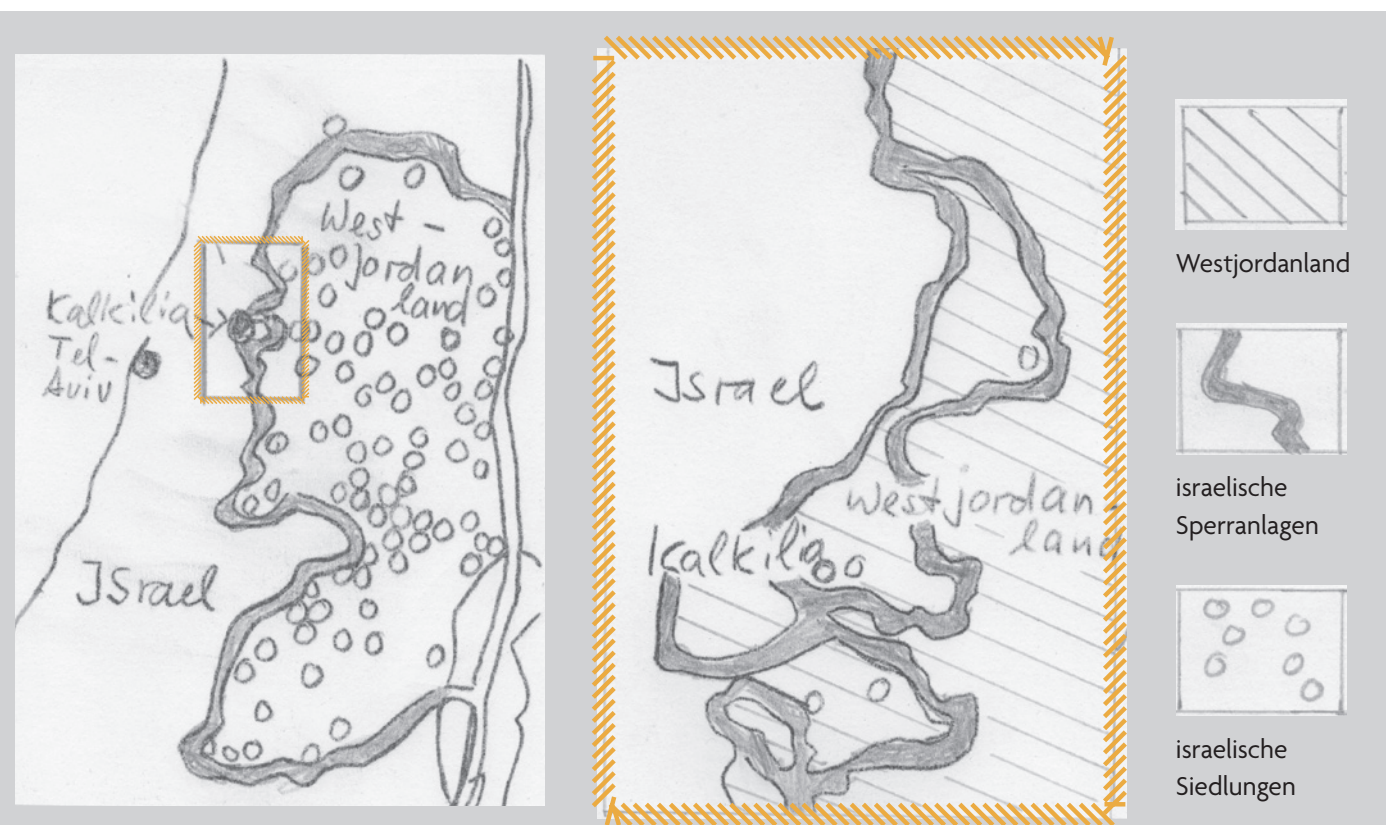 West-
Jordan
land
Kalkilia
Tel-
Aviv
Israel
Israel
Westjordan-
land
Kalkilia
Westjordanland
israelische
Sperranlagen
israelische
Siedlungen